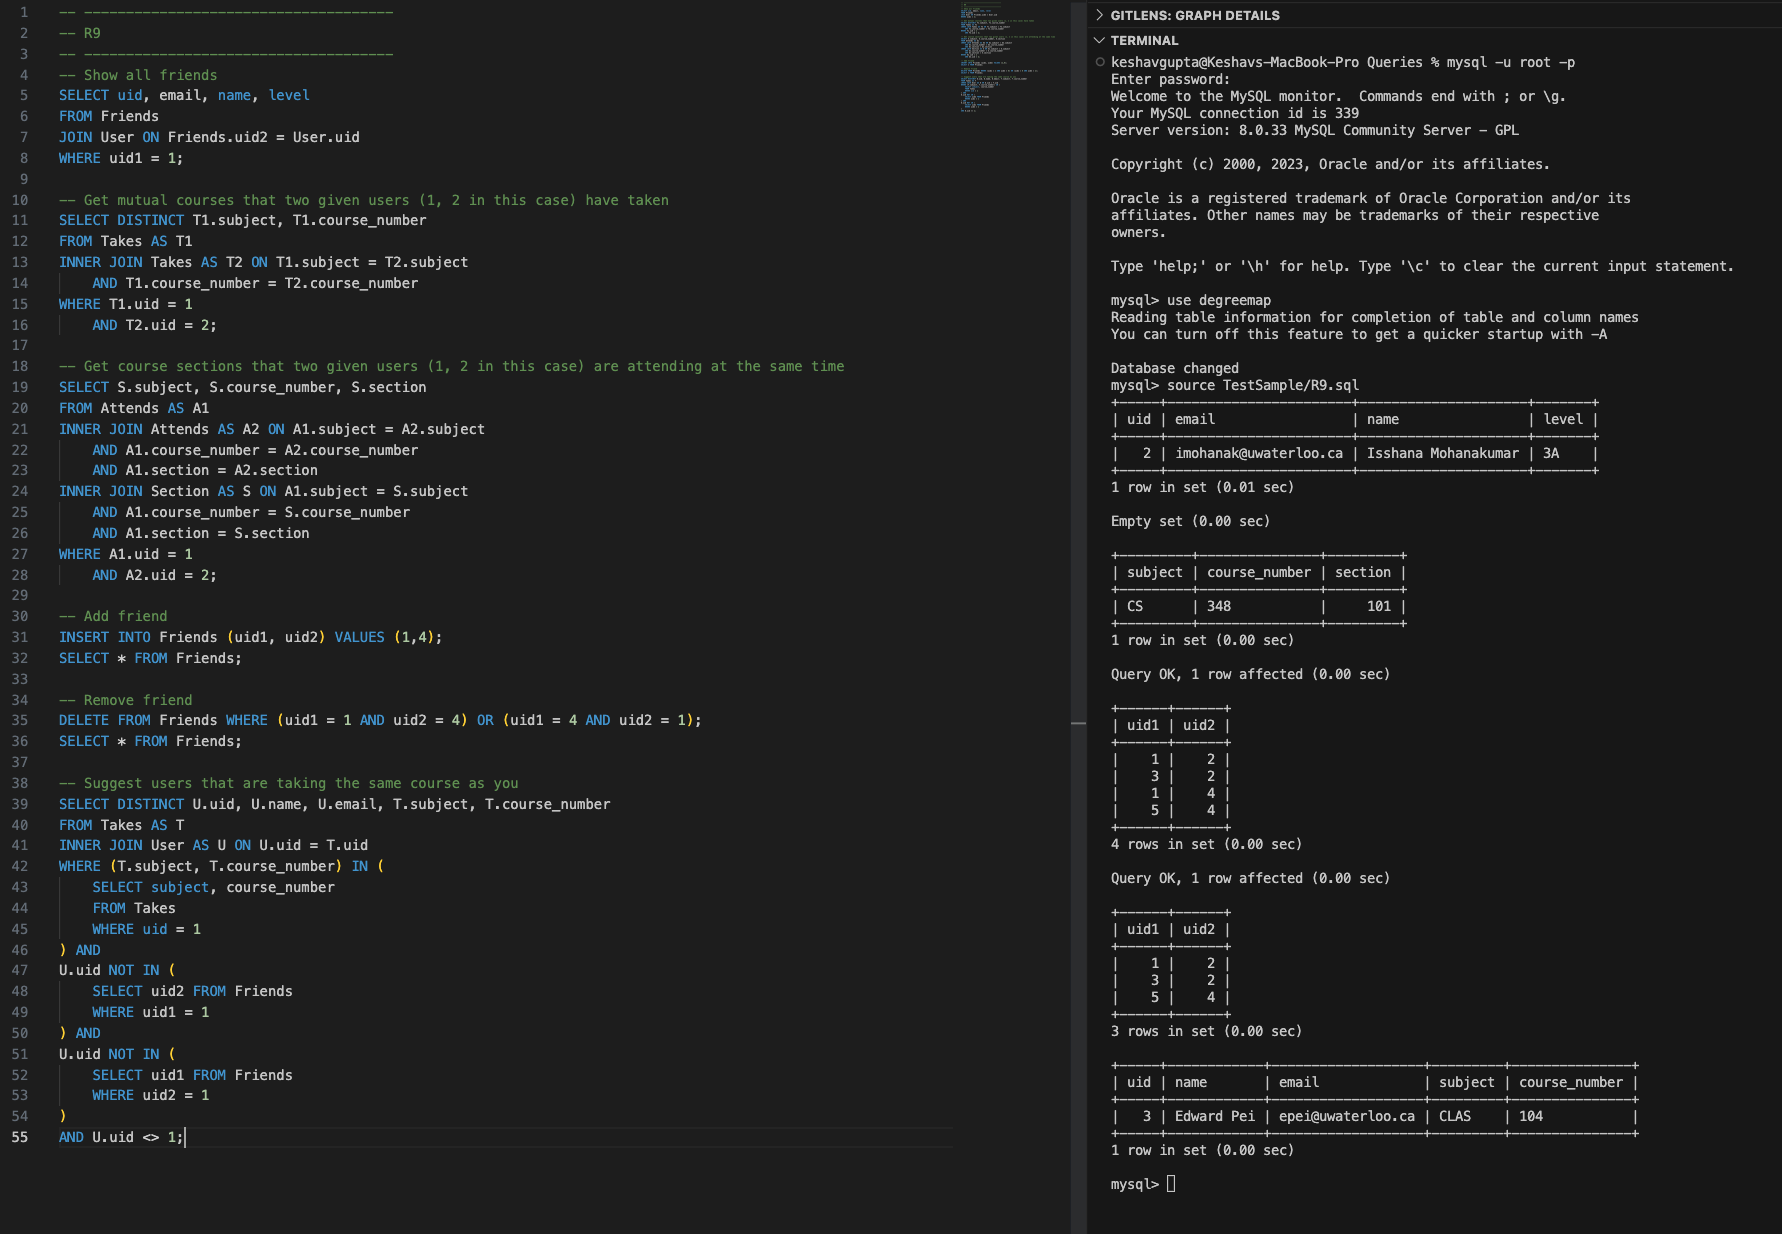 1 -- -------------------------------------
2 -- R9
3 -- -------------------------------------
4 -- Show all friends
5 SELECT uid, email, name, level
6 FROM Friends
7 JOIN User ON Friends.uid2 = User.uid
8 WHERE uid1 = 1;
9
10 -- Get mutual courses that two given users (1, 2 in this case) have taken
11 SELECT DISTINCT T1.subject, T1.course_number
12 FROM Takes AS T1
13 INNER JOIN Takes AS T2 ON T1.subject = T2.subject
14     AND T1.course_number = T2.course_number
15 WHERE T1.uid = 1
16     AND T2.uid = 2;
17
18 -- Get course sections that two given users (1, 2 in this case) are attending at the same time
19 SELECT S.subject, S.course_number, S.section
20 FROM Attends AS A1
21 INNER JOIN Attends AS A2 ON A1.subject = A2.subject
22     AND A1.course_number = A2.course_number
23     AND A1.section = A2.section
24 INNER JOIN Section AS S ON A1.subject = S.subject
25     AND A1.course_number = S.course_number
26     AND A1.section = S.section
27 WHERE A1.uid = 1
28     AND A2.uid = 2;
29
30 -- Add friend
31 INSERT INTO Friends (uid1, uid2) VALUES (1,4);
32 SELECT * FROM Friends;
33
34 -- Remove friend
35 DELETE FROM Friends WHERE (uid1 = 1 AND uid2 = 4) OR (uid1 = 4 AND uid2 = 1);
36 SELECT * FROM Friends;
37
38 -- Suggest users that are taking the same course as you
39 SELECT DISTINCT U.uid, U.name, U.email, T.subject, T.course_number
40 FROM Takes AS T
41 INNER JOIN User AS U ON U.uid = T.uid
42 WHERE (T.subject, T.course_number) IN (
43     SELECT subject, course_number
44     FROM Takes
45     WHERE uid = 1
46 ) AND
47 U.uid NOT IN (
48     SELECT uid2 FROM Friends
49     WHERE uid1 = 1
50 ) AND
51 U.uid NOT IN (
52     SELECT uid1 FROM Friends
53     WHERE uid2 = 1
54 )
55 AND U.uid <> 1;
GITLENS: GRAPH DETAILS
TERMINAL
keshavgupta@Keshavs-MacBook-Pro Queries % mysql -u root -p
Enter password:
Welcome to the MySQL monitor.  Commands end with ; or \g.
Your MySQL connection id is 339
Server version: 8.0.33 MySQL Community Server - GPL

Copyright (c) 2000, 2023, Oracle and/or its affiliates.

Oracle is a registered trademark of Oracle Corporation and/or its
affiliates. Other names may be trademarks of their respective
owners.

Type 'help;' or '\h' for help. Type '\c' to clear the current input statement.

mysql> use degreemap
Reading table information for completion of table and column names
You can turn off this feature to get a quicker startup with -A

Database changed
mysql> source TestSample/R9.sql
+-----+-----------------------+---------------------+-------+
| uid | email                 | name                | level |
+-----+-----------------------+---------------------+-------+
|   2 | imohanak@uwaterloo.ca | Isshana Mohanakumar | 3A    |
+-----+-----------------------+---------------------+-------+
1 row in set (0.01 sec)

Empty set (0.00 sec)

+---------+---------------+---------+
| subject | course_number | section |
+---------+---------------+---------+
| CS      | 348           |     101 |
+---------+---------------+---------+
1 row in set (0.00 sec)

Query OK, 1 row affected (0.00 sec)

+------+------+
| uid1 | uid2 |
+------+------+
|    1 |    2 |
|    3 |    2 |
|    1 |    4 |
|    5 |    4 |
+------+------+
4 rows in set (0.00 sec)

Query OK, 1 row affected (0.00 sec)

+------+------+
| uid1 | uid2 |
+------+------+
|    1 |    2 |
|    3 |    2 |
|    5 |    4 |
+------+------+
3 rows in set (0.00 sec)

+-----+------------+-------------------+---------+---------------+
| uid | name       | email             | subject | course_number |
+-----+------------+-------------------+---------+---------------+
|   3 | Edward Pei | epei@uwaterloo.ca | CLAS    | 104           |
+-----+------------+-------------------+---------+---------------+
1 row in set (0.00 sec)

mysql>